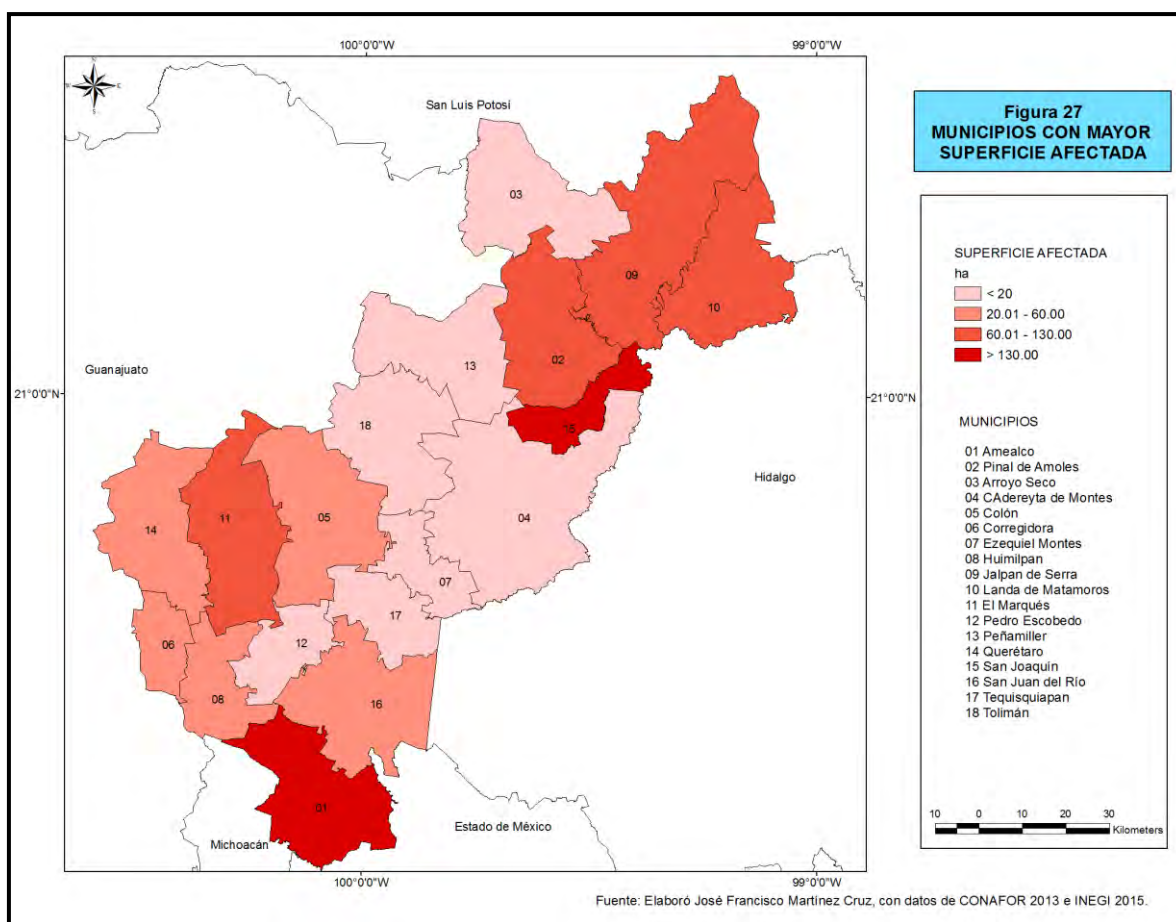 100°0'0"W
99°0'0"W
San Luis Potosí
03
09
10
02
Guanajuato
13
21°0'0"N
21°0'0"N
18
15
Hidalgo
11
05
04
14
07
17
12
06
08
16
01
Estado de México
Michoacán
100°0'0"W
99°0'0"W
Figura 27
MUNICIPIOS CON MAYOR
SUPERFICIE AFECTADA
SUPERFICIE AFECTADA
ha
< 20
20.01 - 60.00
60.01 - 130.00
> 130.00
MUNICIPIOS
01 Amealco
02 Pinal de Amoles
03 Arroyo Seco
04 CAdereyta de Montes
05 Colón
06 Corregidora
07 Ezequiel Montes
08 Huimilpan
09 Jalpan de Serra
10 Landa de Matamoros
11 El Marqués
12 Pedro Escobedo
13 Peñamiller
14 Querétaro
15 San Joaquín
16 San Juan del Río
17 Tequisquiapan
18 Tolimán
10 0 10 20 30
Kilometers
Fuente: Elaboró José Francisco Martínez Cruz, con datos de CONAFOR 2013 e INEGI 2015.